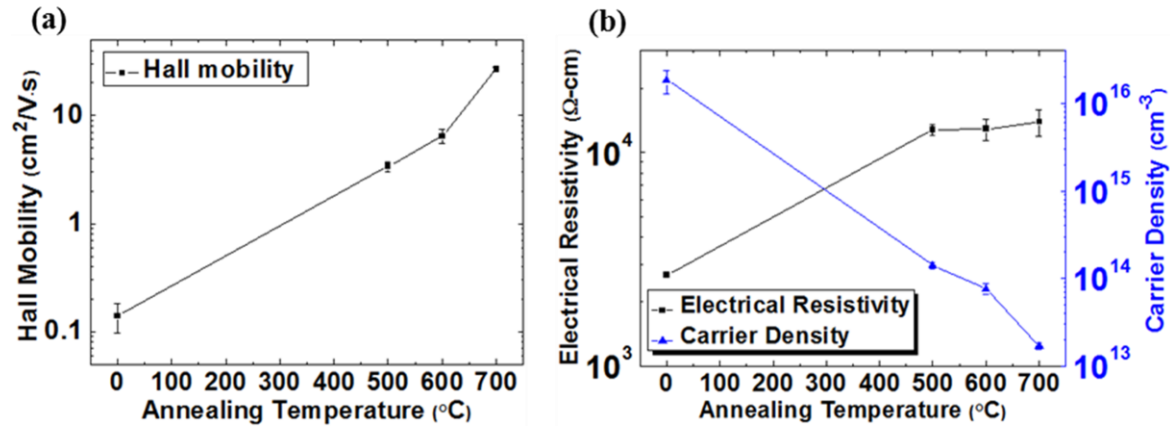 (a)
Hall mobility
Hall Mobility (cm²/V·s)
10
1
0.1
0 100 200 300 400 500 600 700
Annealing Temperature (°C)
(b)
Electrical Resistivity (Ω-cm)
10⁴
10³
Electrical Resistivity
Carrier Density
10¹⁶
10¹⁵
10¹⁴
10¹³
Carrier Density (cm⁻³)
0 100 200 300 400 500 600 700
Annealing Temperature (°C)